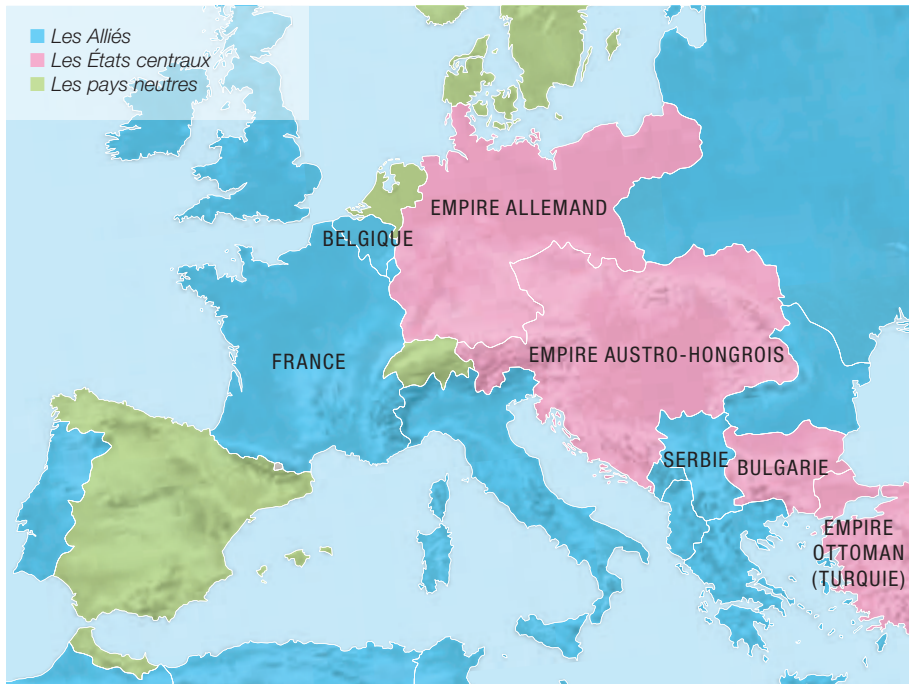 Les Alliés
Les États centraux
Les pays neutres
EMPIRE ALLEMAND
BELGIQUE
FRANCE
EMPIRE AUSTRO-HONGROIS
SERBIE
BULGARIE
EMPIRE
OTTOMAN
(TURQUIE)